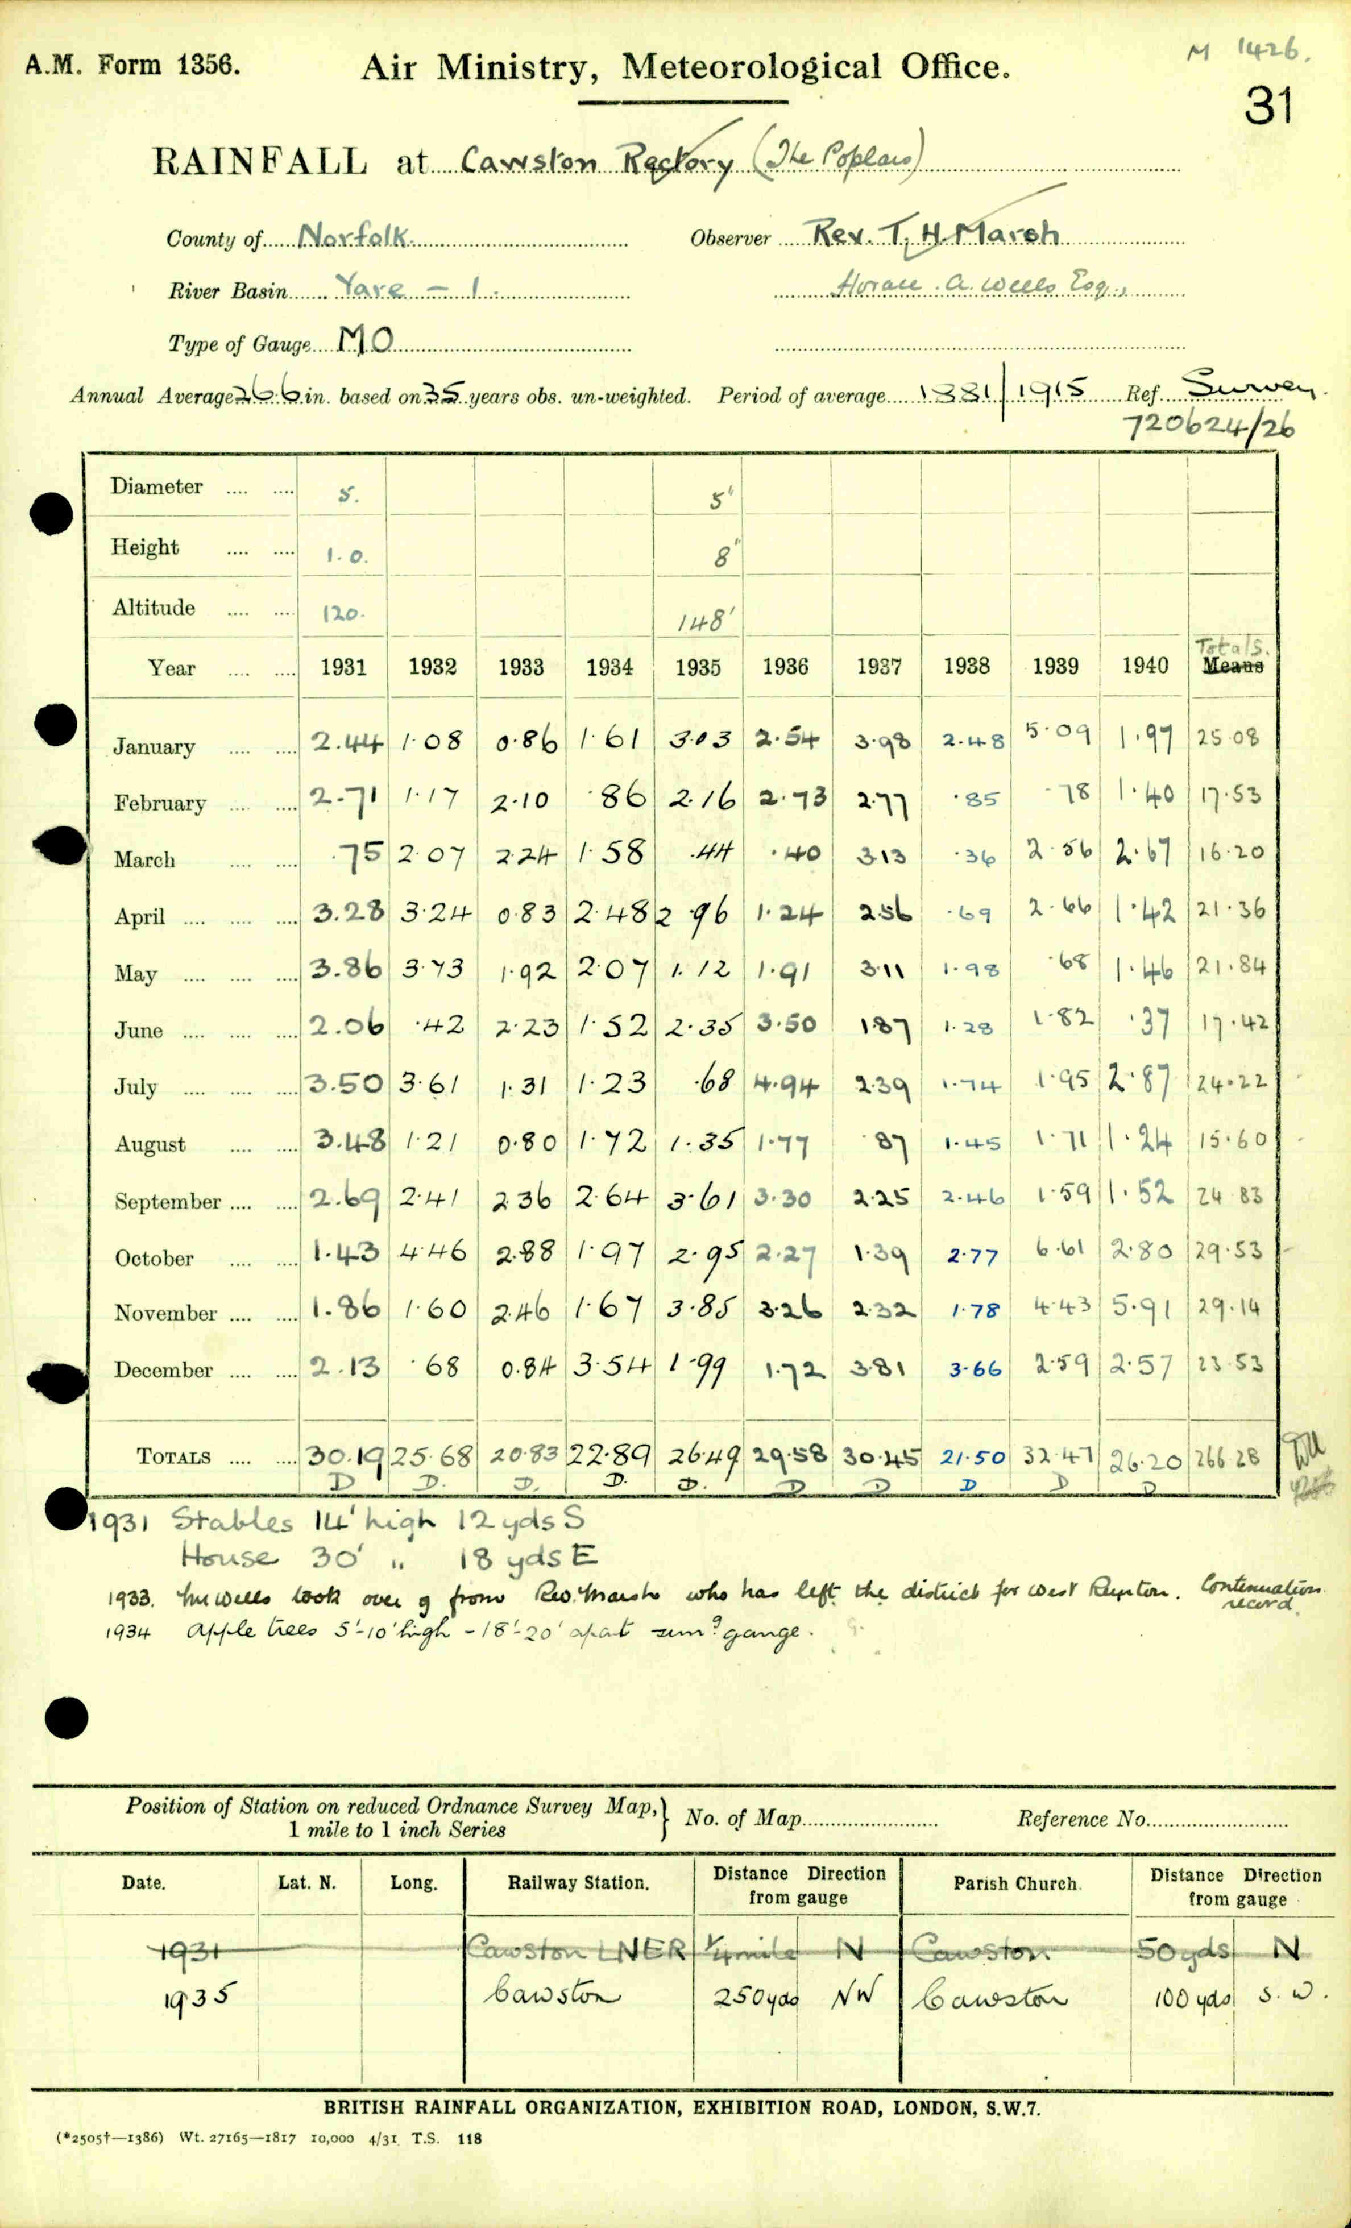 M 1426.
A.M. Form 1356. Air Ministry, Meteorological Office.
31
RAINFALL at Cawston Rectory (The Poplars)
County of Norfolk. Observer Rev. T. H. Marsh
River Basin Yare - 1. Horace. A. Wells Esq.,
Type of Gauge MO
Annual Average 26.6 in. based on 35 years obs. un-weighted. Period of average 1881/1915 Ref. Survey.
720624/26
Diameter .... .... 5. 5"
Height .... .... 1.0. 8"
Altitude .... .... 120. 148'
Totals.
Year .... .... 1931 1932 1933 1934 1935 1936 1937 1938 1939 1940 Means
January .... .... 2.44 1.08 0.86 1.61 3.03 2.54 3.98 2.48 5.09 1.97 25.08
February .... .... 2.71 1.17 2.10 .86 2.16 2.73 2.77 .85 .78 1.40 17.53
March .... .... .75 2.07 2.24 1.58 .44 .40 3.13 .36 2.56 2.67 16.20
April .... .... .... 3.28 3.24 0.83 2.48 2.96 1.24 2.56 .69 2.66 1.42 21.36
May .... .... .... 3.86 3.73 1.92 2.07 1.12 1.91 3.11 1.98 .68 1.46 21.84
June .... .... .... 2.06 .42 2.23 1.52 2.35 3.50 1.87 1.28 1.82 .37 17.42
July .... .... .... 3.50 3.61 1.31 1.23 .68 4.94 2.39 1.74 1.95 2.87 24.22
August .... .... 3.48 1.21 0.80 1.72 1.35 1.77 .87 1.45 1.71 1.24 15.60
September .... .... 2.69 2.41 2.36 2.64 3.61 3.30 2.25 2.46 1.59 1.52 24.83
October .... .... 1.43 4.46 2.88 1.97 2.95 2.27 1.39 2.77 6.61 2.80 29.53
November .... .... 1.86 1.60 2.46 1.67 3.85 3.26 2.32 1.78 4.43 5.91 29.14
December .... .... 2.13 .68 0.84 3.54 1.99 1.72 3.81 3.66 2.59 2.57 23.53
TOTALS .... .... 30.19 25.68 20.83 22.89 26.49 29.58 30.45 21.50 32.47 26.20 266.28
D D. D. D. D. D D D D D
1931 Stables 14' high 12 yds S
House 30' " 18 yds E
1933. Mr Wells took over g from Rev. Marsh who has left the district for West Runton. Continuation
record.
1934 Apple trees 5'-10' high - 18'-20' apart surrg gauge.
Position of Station on reduced Ordnance Survey Map, } No. of Map Reference No.
1 mile to 1 inch Series
Date. Lat. N. Long. Railway Station. Distance Direction from gauge Parish Church. Distance Direction from gauge
1931 Cawston LNER 1/4 mile N Cawston 50 yds N
1935 Cawston 250 yds NW Cawston 100 yds S.W.
BRITISH RAINFALL ORGANIZATION, EXHIBITION ROAD, LONDON, S.W.7.
(*2505†—1386) Wt. 27165—1817 10,000 4/31 T.S. 118